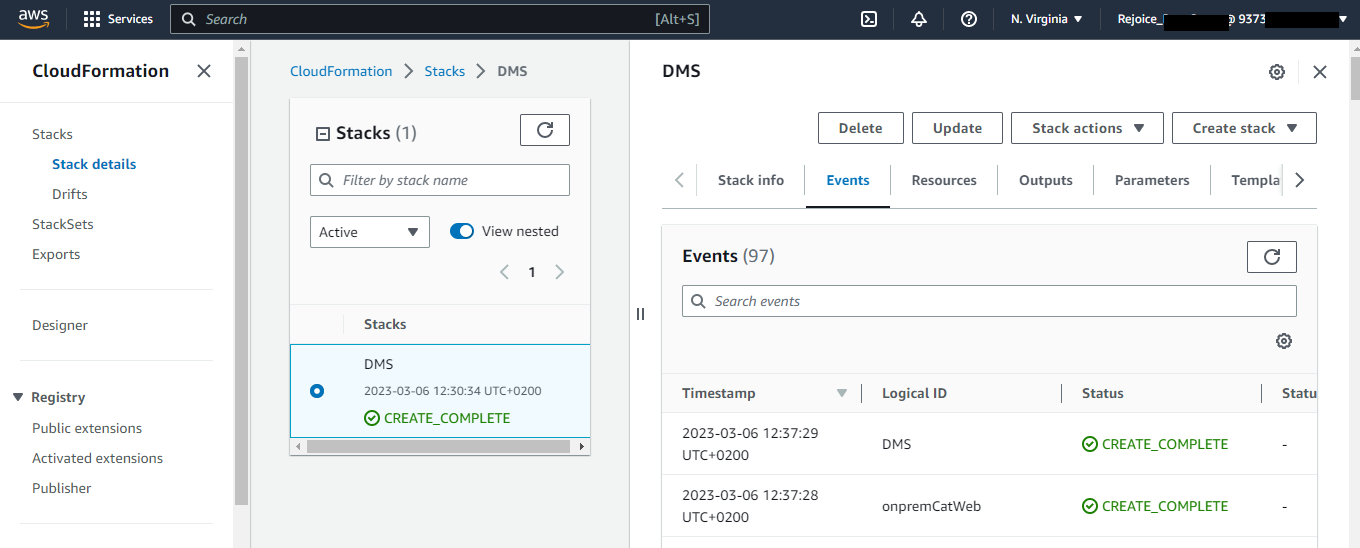 aws
Services
Search
[Alt+S]
N. Virginia
Rejoice_
@ 9373
CloudFormation
Stacks
Stack details
Drifts
StackSets
Exports
Designer
Registry
Public extensions
Activated extensions
Publisher
CloudFormation
Stacks
DMS
Stacks (1)
Filter by stack name
Active
View nested
1
Stacks
DMS
2023-03-06 12:30:34 UTC+0200
CREATE_COMPLETE
DMS
Delete
Update
Stack actions
Create stack
Stack info
Events
Resources
Outputs
Parameters
Templa
Events (97)
Search events
Timestamp
Logical ID
Status
Statu
2023-03-06 12:37:29
UTC+0200
DMS
CREATE_COMPLETE
-
2023-03-06 12:37:28
UTC+0200
onpremCatWeb
CREATE_COMPLETE
-